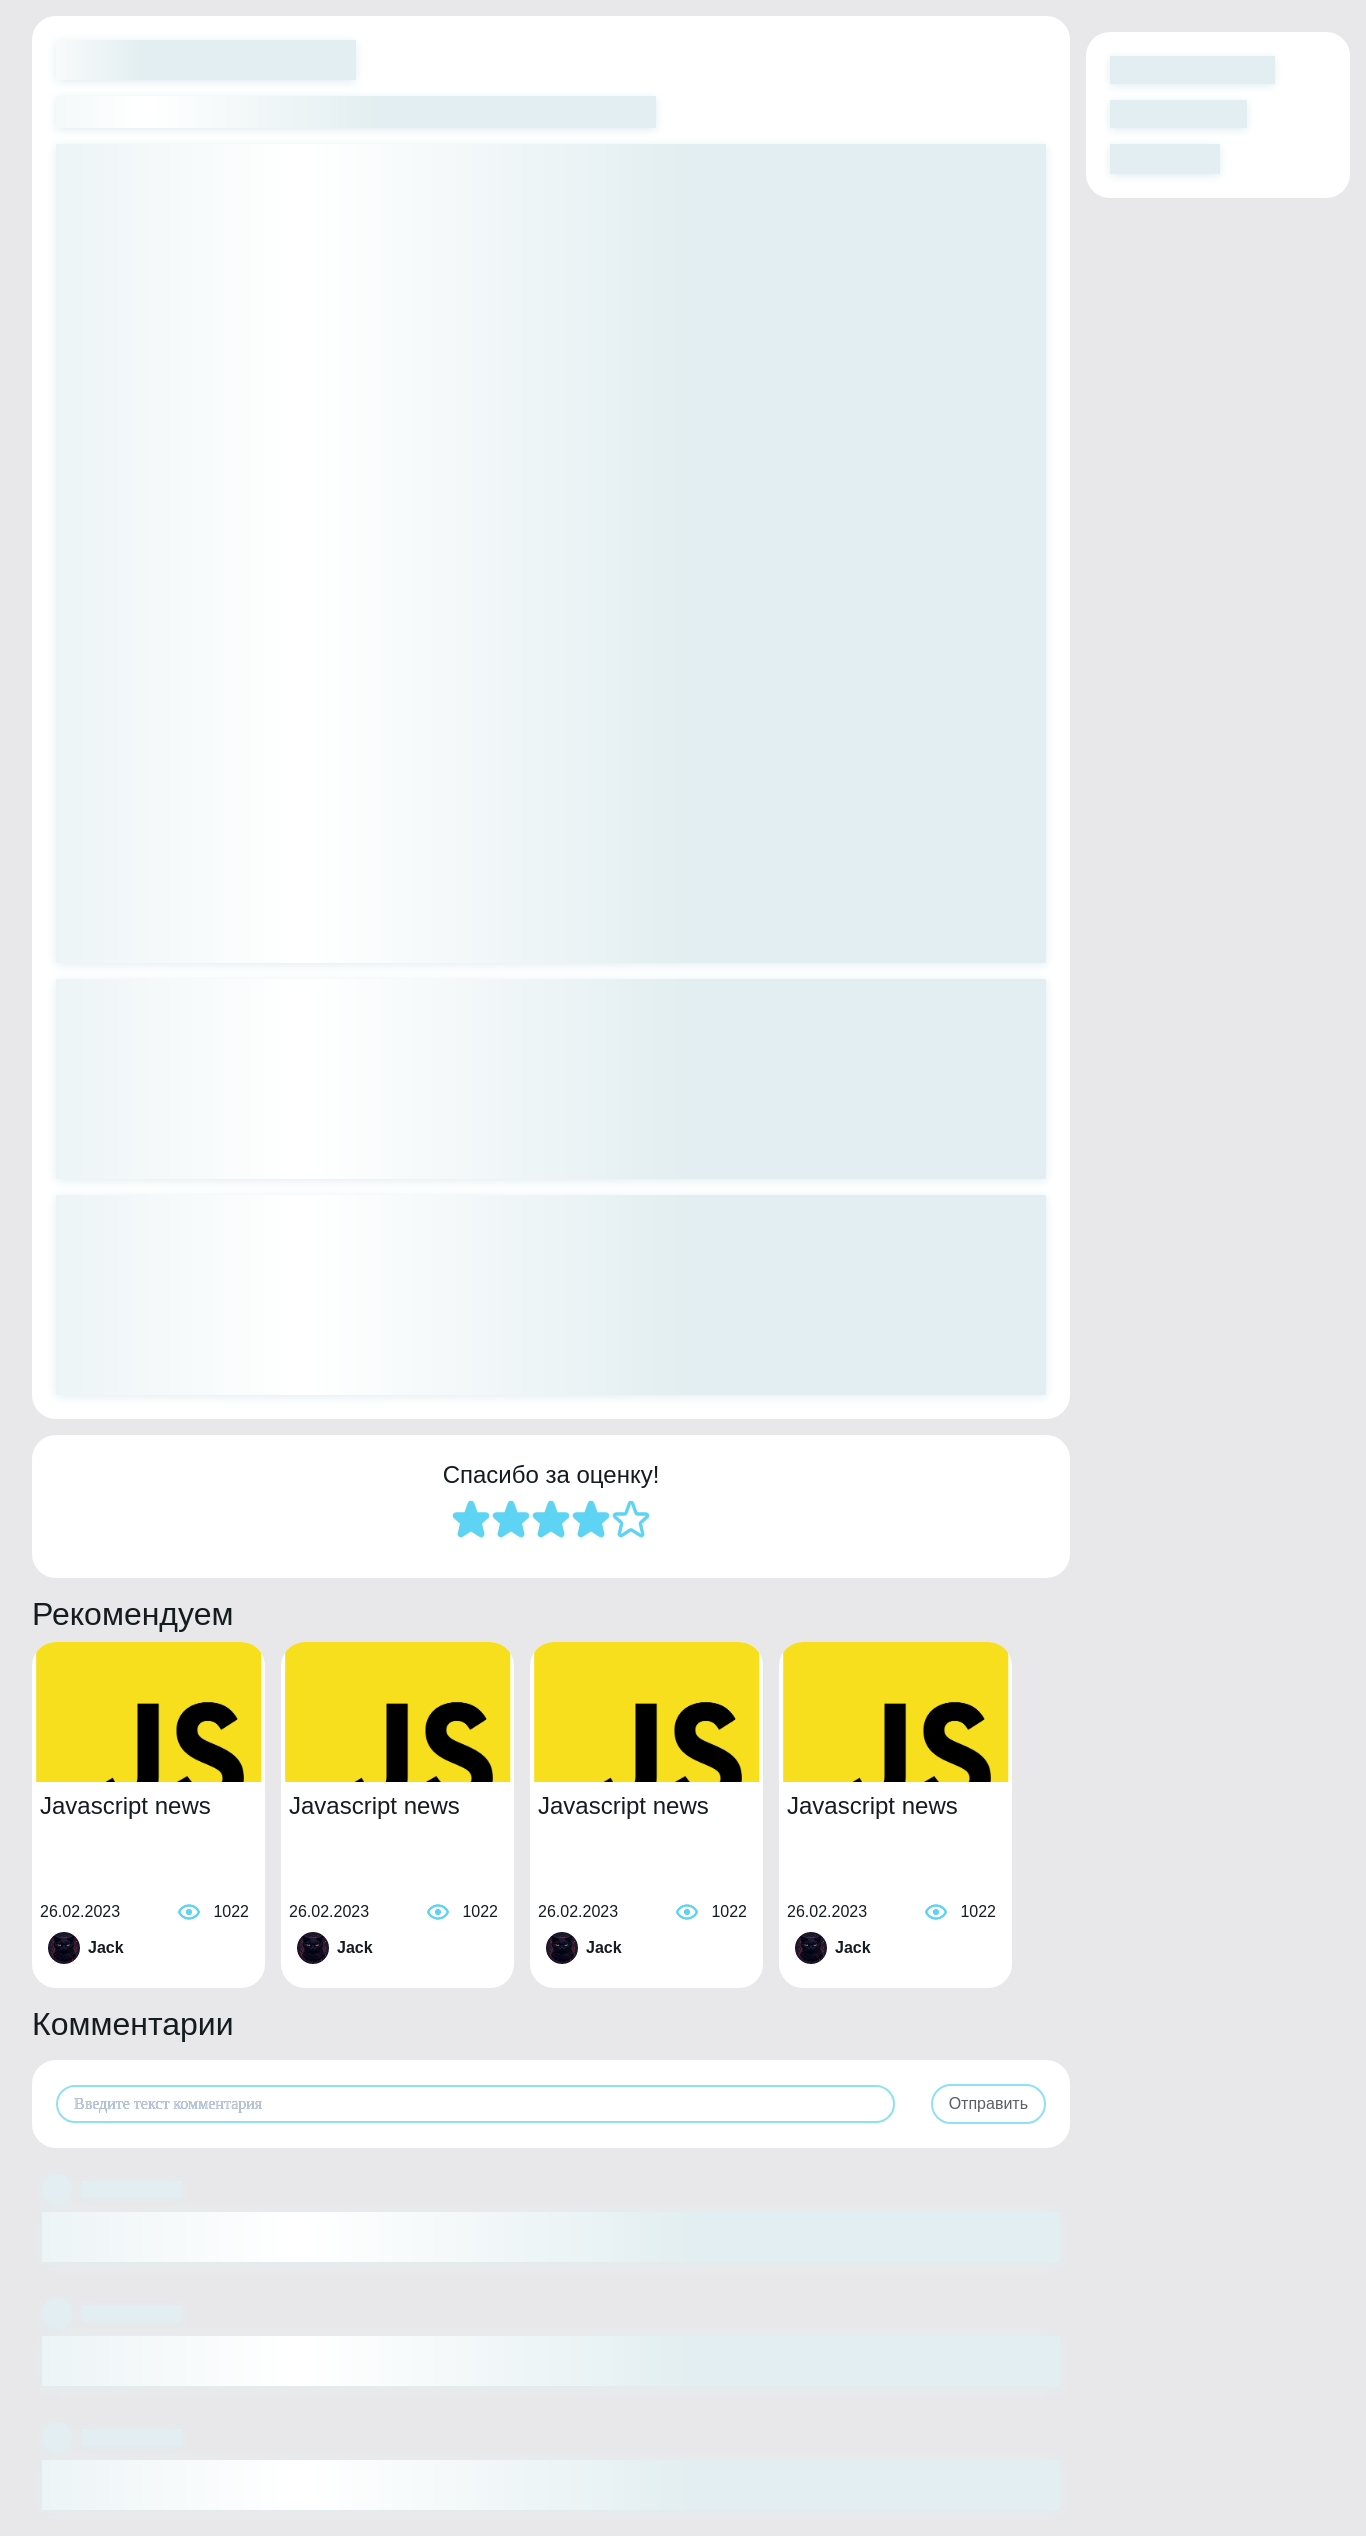 Спасибо за оценку!
Рекомендуем
JS JS JS JS
Javascript news Javascript news Javascript news Javascript news
26.02.2023 1022 26.02.2023 1022 26.02.2023 1022 26.02.2023 1022
Jack Jack Jack Jack
Комментарии
Введите текст комментария Отправить